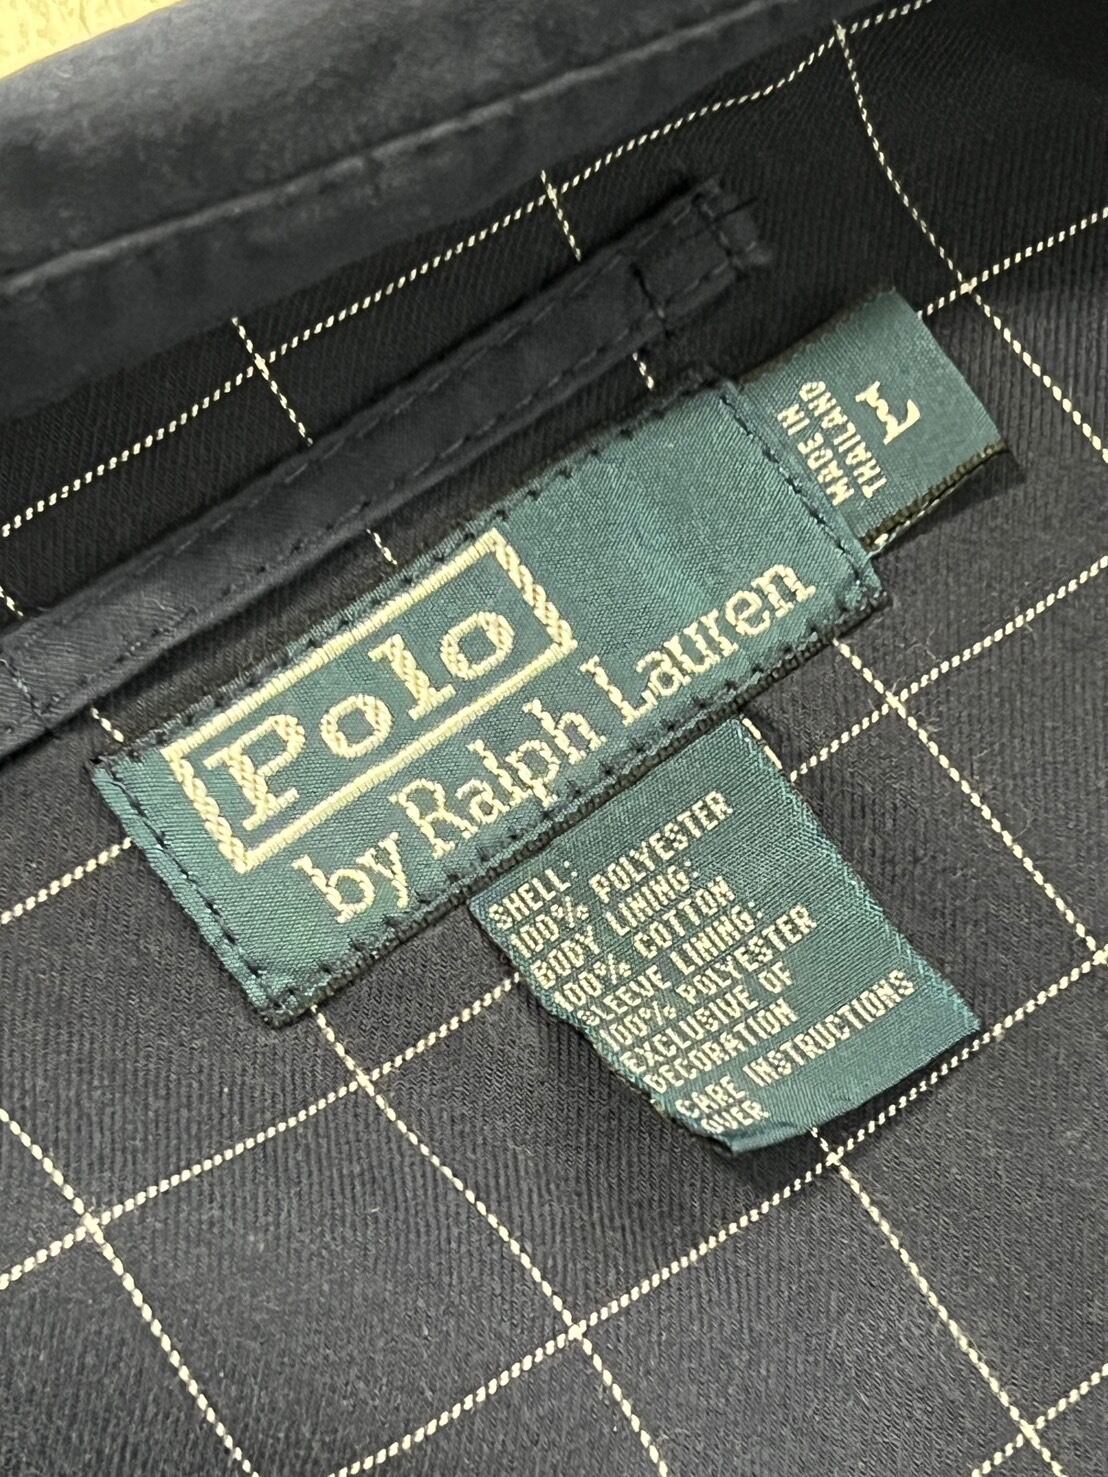 Polo
by Ralph Lauren
L
MADE IN
THAILAND
SHELL:
100% POLYESTER
BODY LINING:
100% COTTON
SLEEVE LINING:
100% POLYESTER
EXCLUSIVE OF
DECORATION
CARE INSTRUCTIONS
OVER